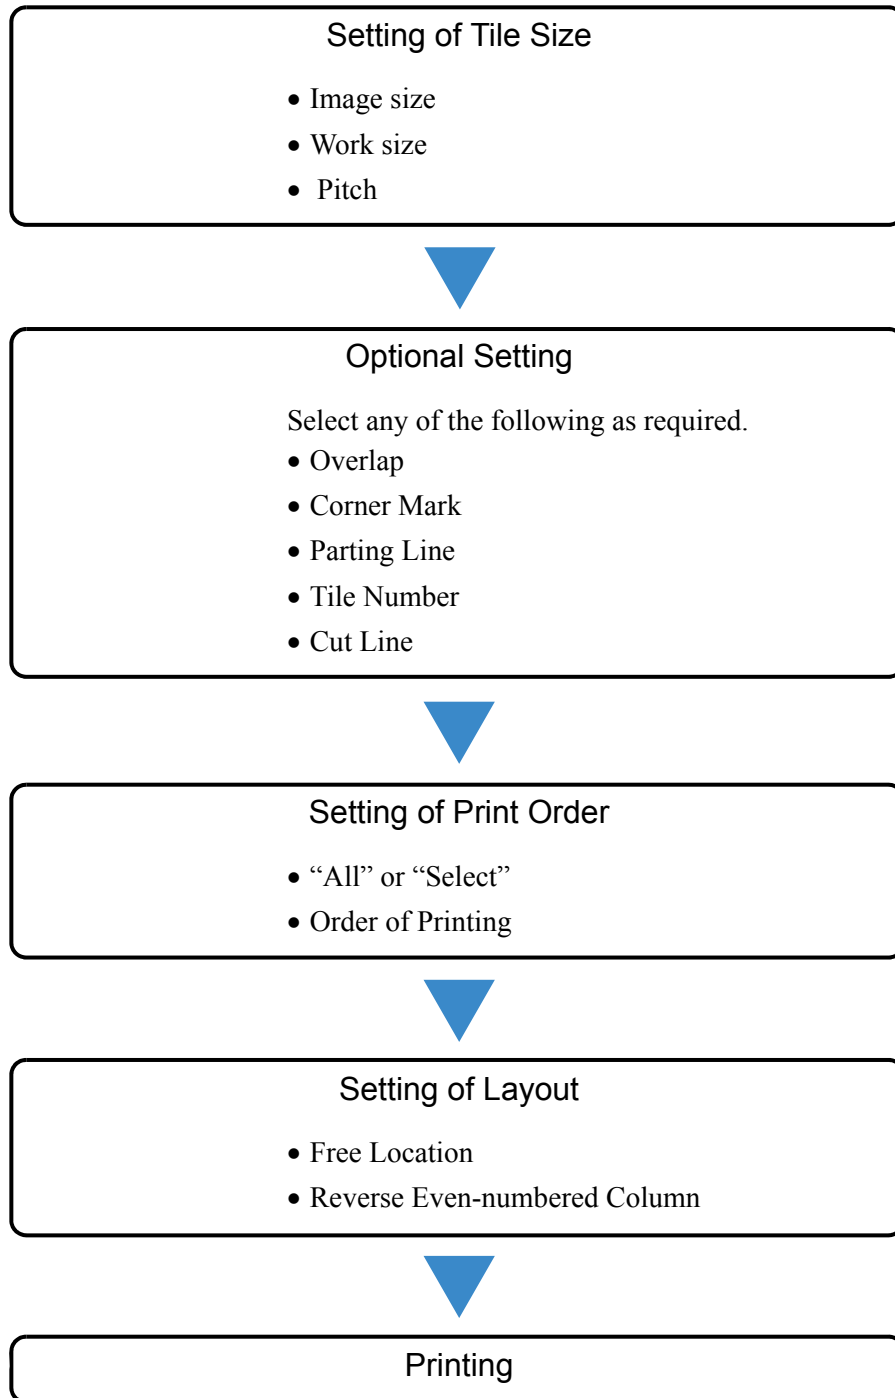 Setting of Tile Size
• Image size
• Work size
• Pitch
Optional Setting
Select any of the following as required.
• Overlap
• Corner Mark
• Parting Line
• Tile Number
• Cut Line
Setting of Print Order
• “All” or “Select”
• Order of Printing
Setting of Layout
• Free Location
• Reverse Even-numbered Column
Printing